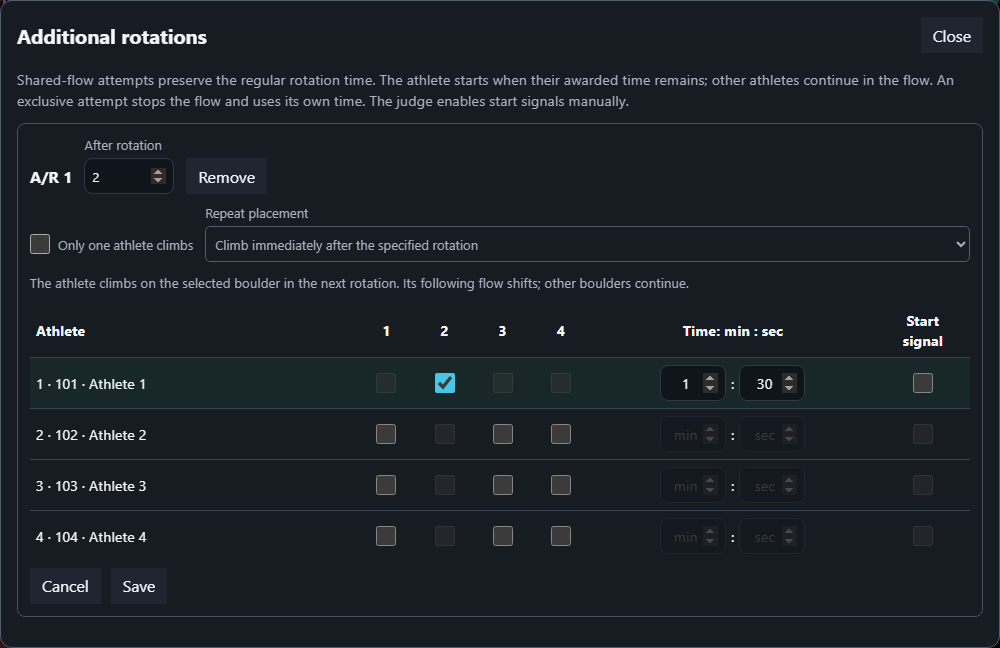 Additional rotations
Close
Shared-flow attempts preserve the regular rotation time. The athlete starts when their awarded time remains; other athletes continue in the flow. An
exclusive attempt stops the flow and uses its own time. The judge enables start signals manually.
After rotation
A/R 1 2 Remove
Repeat placement
Only one athlete climbs Climb immediately after the specified rotation
The athlete climbs on the selected boulder in the next rotation. Its following flow shifts; other boulders continue.
Athlete 1 2 3 4 Time: min : sec Start
signal
1 · 101 · Athlete 1 1 : 30
2 · 102 · Athlete 2 min : sec
3 · 103 · Athlete 3 min : sec
4 · 104 · Athlete 4 min : sec
Cancel Save